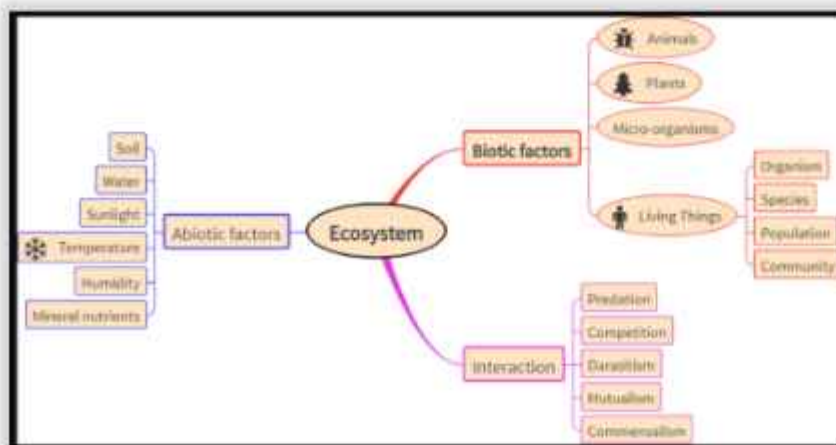 Ecosystem
Abiotic factors
Soil
Water
Sunlight
Temperature
Humidity
Mineral nutrients
Biotic factors
Animals
Plants
Micro-organisms
Living Things
Organism
Species
Population
Community
Interaction
Predation
Competition
Darasitism
Mutualism
Commensalism